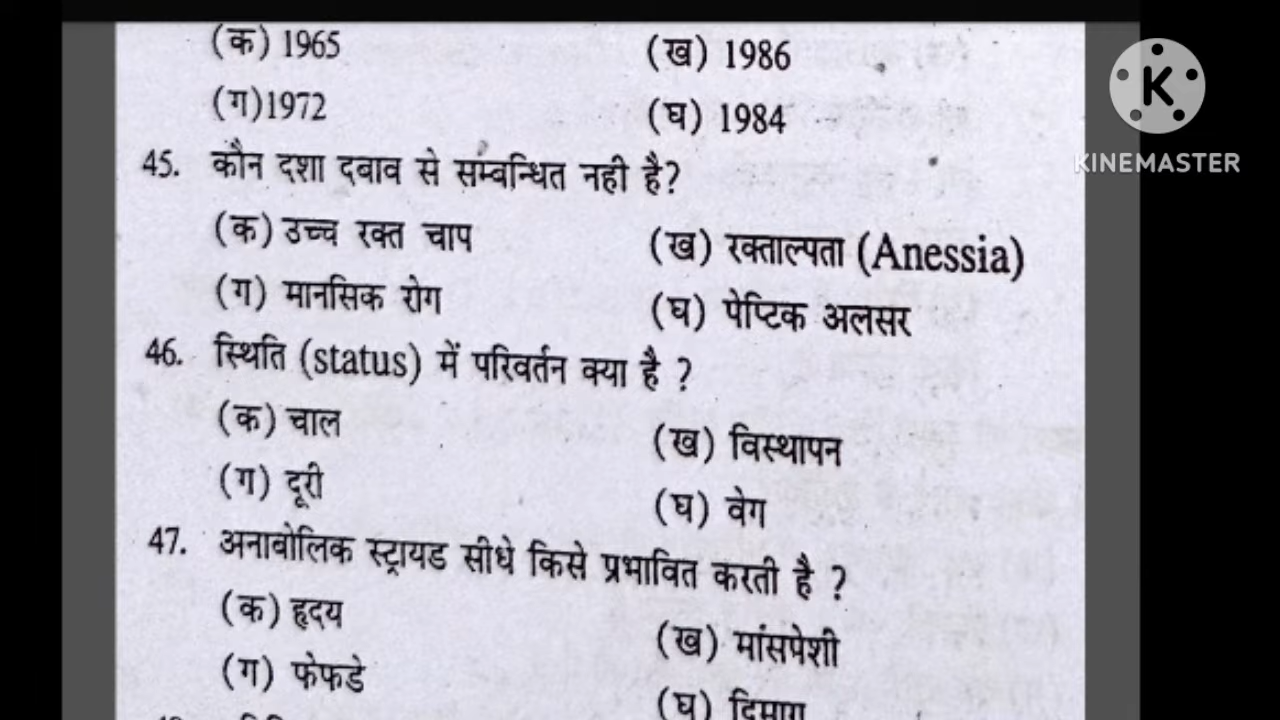 (क) 1965 (ख) 1986
(ग)1972 (घ) 1984
45. कौन दशा दवाव से सम्वन्धित नही है?
(क) उच्च रक्त चाप (ख) रक्ताल्पता (Anessia)
(ग) मानसिक रोग (घ) पेप्टिक अलसर
46. स्थिति (status) में परिवर्तन क्या है ?
(क) चाल (ख) विस्थापन
(ग) दूरी (घ) वेग
47. अनाबोलिक स्ट्रायड सीधे किसे प्रभावित करती है ?
(क) हृदय (ख) मांसपेशी
(ग) फेफडे (घ) दिमाग
K
KINEMASTER